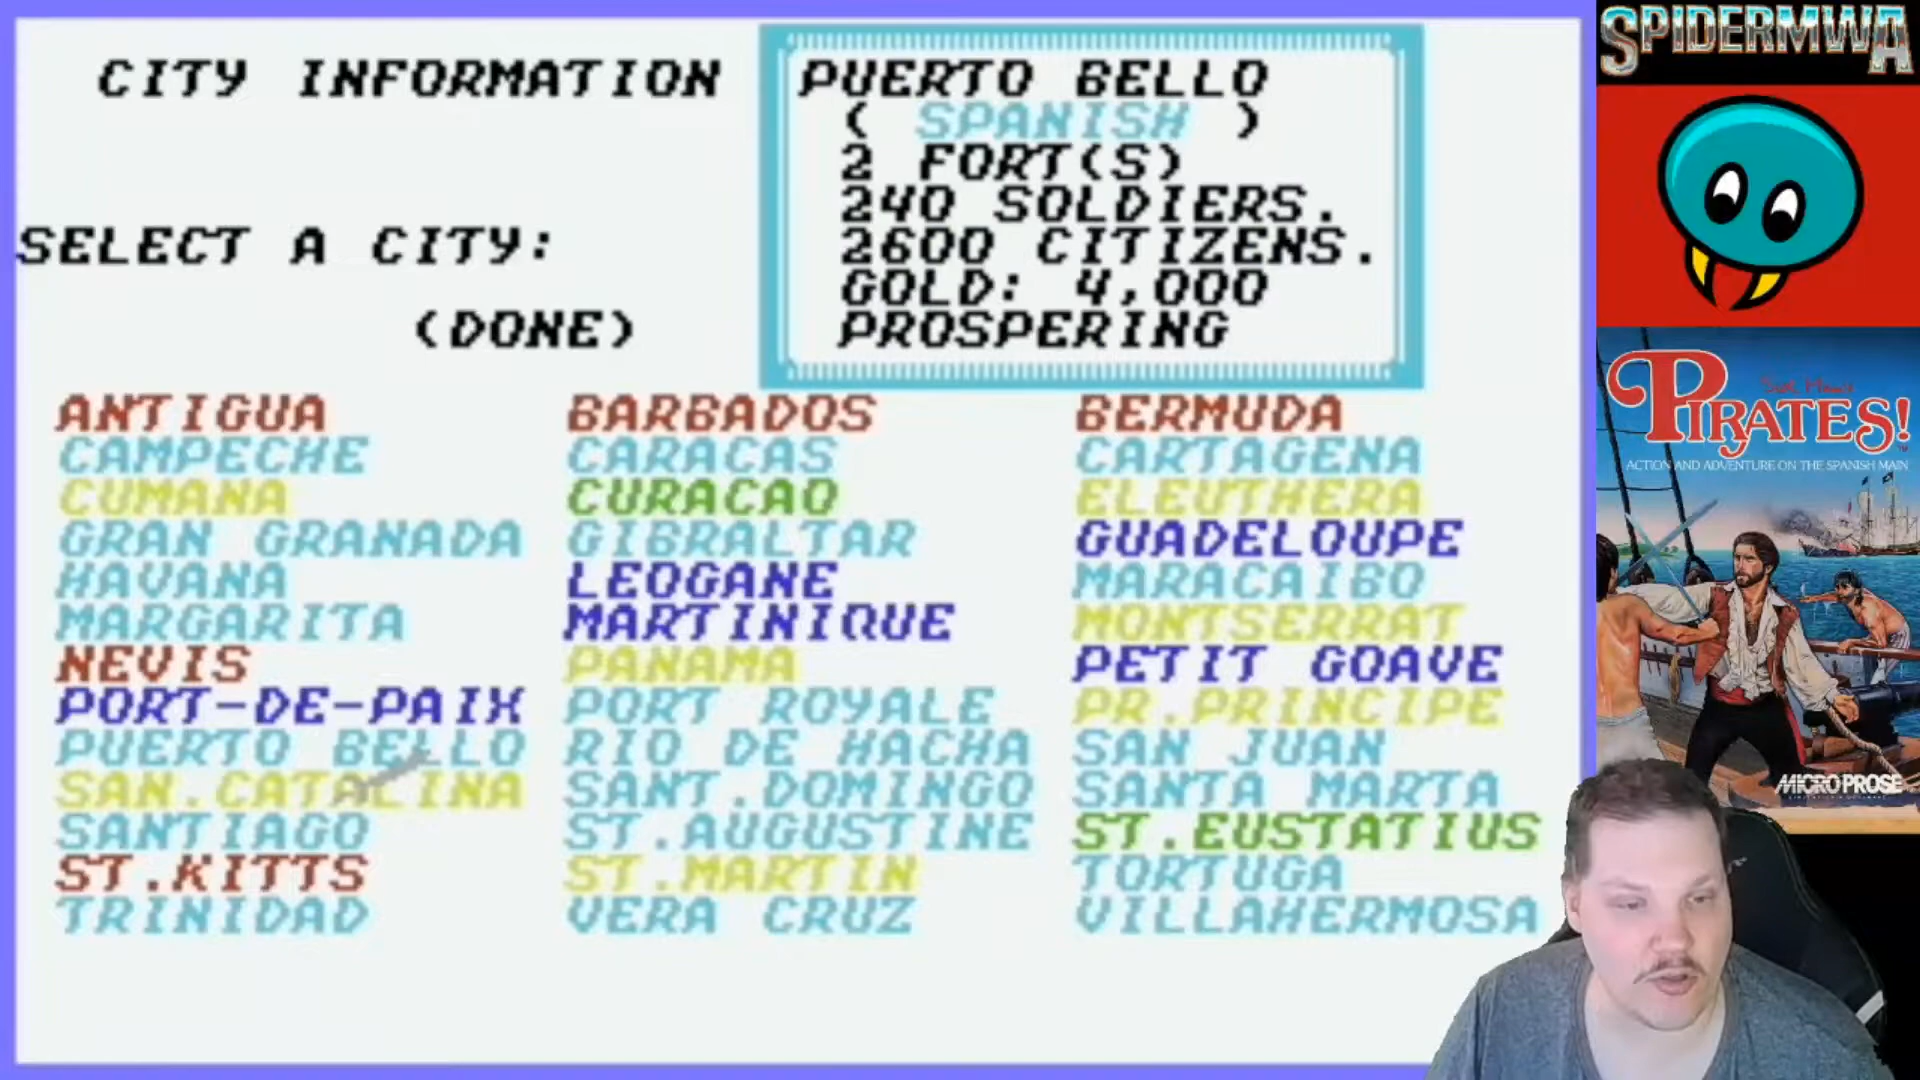 CITY INFORMATION
PUERTO BELLO
( SPANISH )
2 FORT(S)
240 SOLDIERS.
2600 CITIZENS.
GOLD: 4,000
PROSPERING
SELECT A CITY:
(DONE)
ANTIGUA BARBADOS BERMUDA
CAMPECHE CARACAS CARTAGENA
CUMANA CURACAO ELEUTHERA
GRAN GRANADA GIBRALTAR GUADELOUPE
HAVANA LEOGANE MARACAIBO
MARGARITA MARTINIQUE MONTSERRAT
NEVIS PANAMA PETIT GOAVE
PORT-DE-PAIX PORT ROYALE PR.PRINCIPE
PUERTO BELLO RIO DE HACHA SAN JUAN
SAN.CATALINA SANT.DOMINGO SANTA MARTA
SANTIAGO ST.AUGUSTINE ST.EUSTATIUS
ST.KITTS ST.MARTIN TORTUGA
TRINIDAD VERA CRUZ VILLAHERMOSA
SPIDERMWA
Sid Meier's
PIRATES!
ACTION AND ADVENTURE ON THE SPANISH MAIN
MICROPROSE